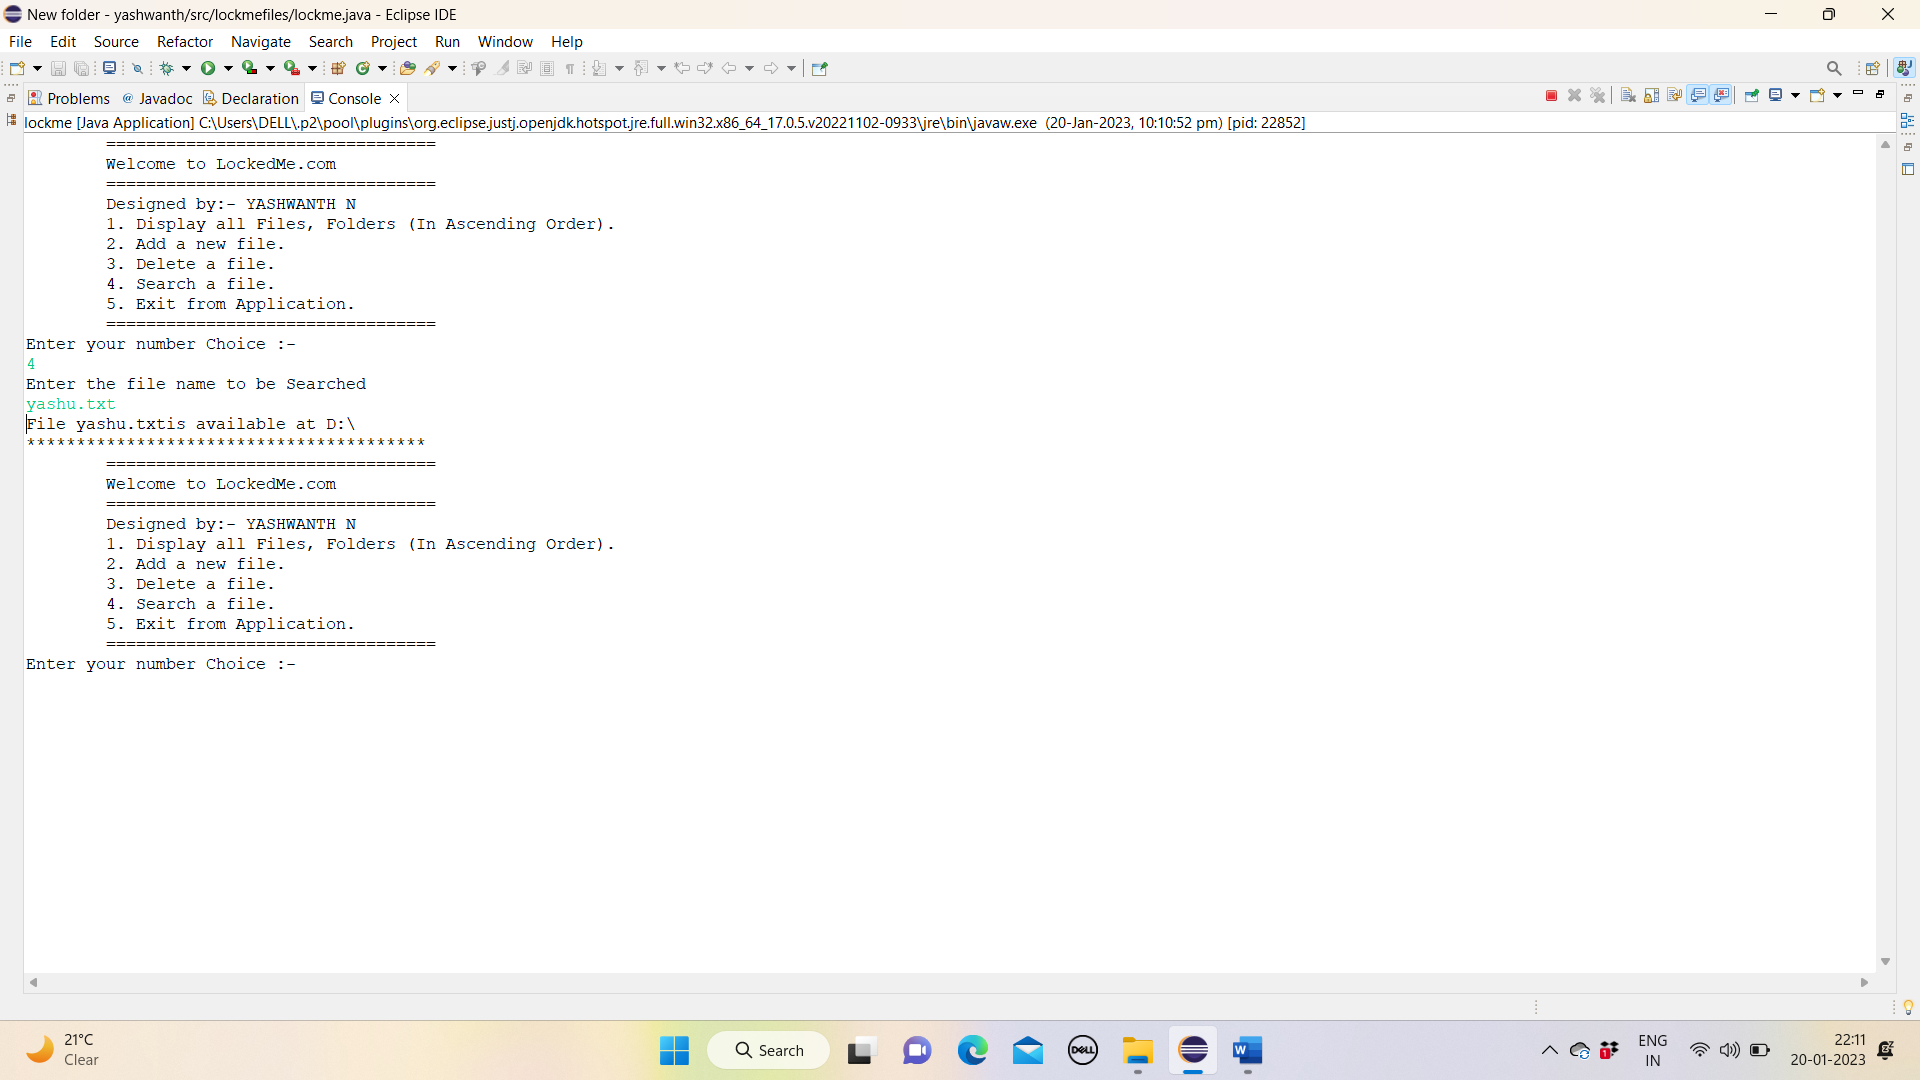 New folder - yashwanth/src/lockmefiles/lockme.java - Eclipse IDE
File Edit Source Refactor Navigate Search Project Run Window Help
Problems @ Javadoc Declaration Console
lockme [Java Application] C:\Users\DELL\.p2\pool\plugins\org.eclipse.justj.openjdk.hotspot.jre.full.win32.x86_64_17.0.5.v20221102-0933\jre\bin\javaw.exe (20-Jan-2023, 10:10:52 pm) [pid: 22852]
=================================
Welcome to LockedMe.com
=================================
Designed by:- YASHWANTH N
1. Display all Files, Folders (In Ascending Order).
2. Add a new file.
3. Delete a file.
4. Search a file.
5. Exit from Application.
=================================
Enter your number Choice :-
4
Enter the file name to be Searched
yashu.txt
File yashu.txtis available at D:\
****************************************
=================================
Welcome to LockedMe.com
=================================
Designed by:- YASHWANTH N
1. Display all Files, Folders (In Ascending Order).
2. Add a new file.
3. Delete a file.
4. Search a file.
5. Exit from Application.
=================================
Enter your number Choice :-
21°C
Clear
Search
DELL
W
1
ENG
IN
22:11
20-01-2023